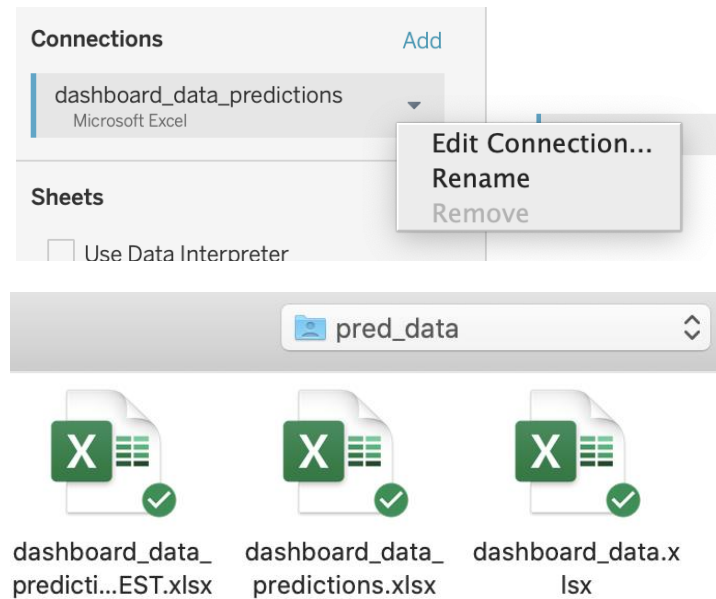 Connections Add
dashboard_data_predictions
Microsoft Excel
Edit Connection...
Rename
Remove
Sheets
Use Data Interpreter
pred_data
X X X
dashboard_data_ dashboard_data_ dashboard_data.x
predicti...EST.xlsx predictions.xlsx lsx